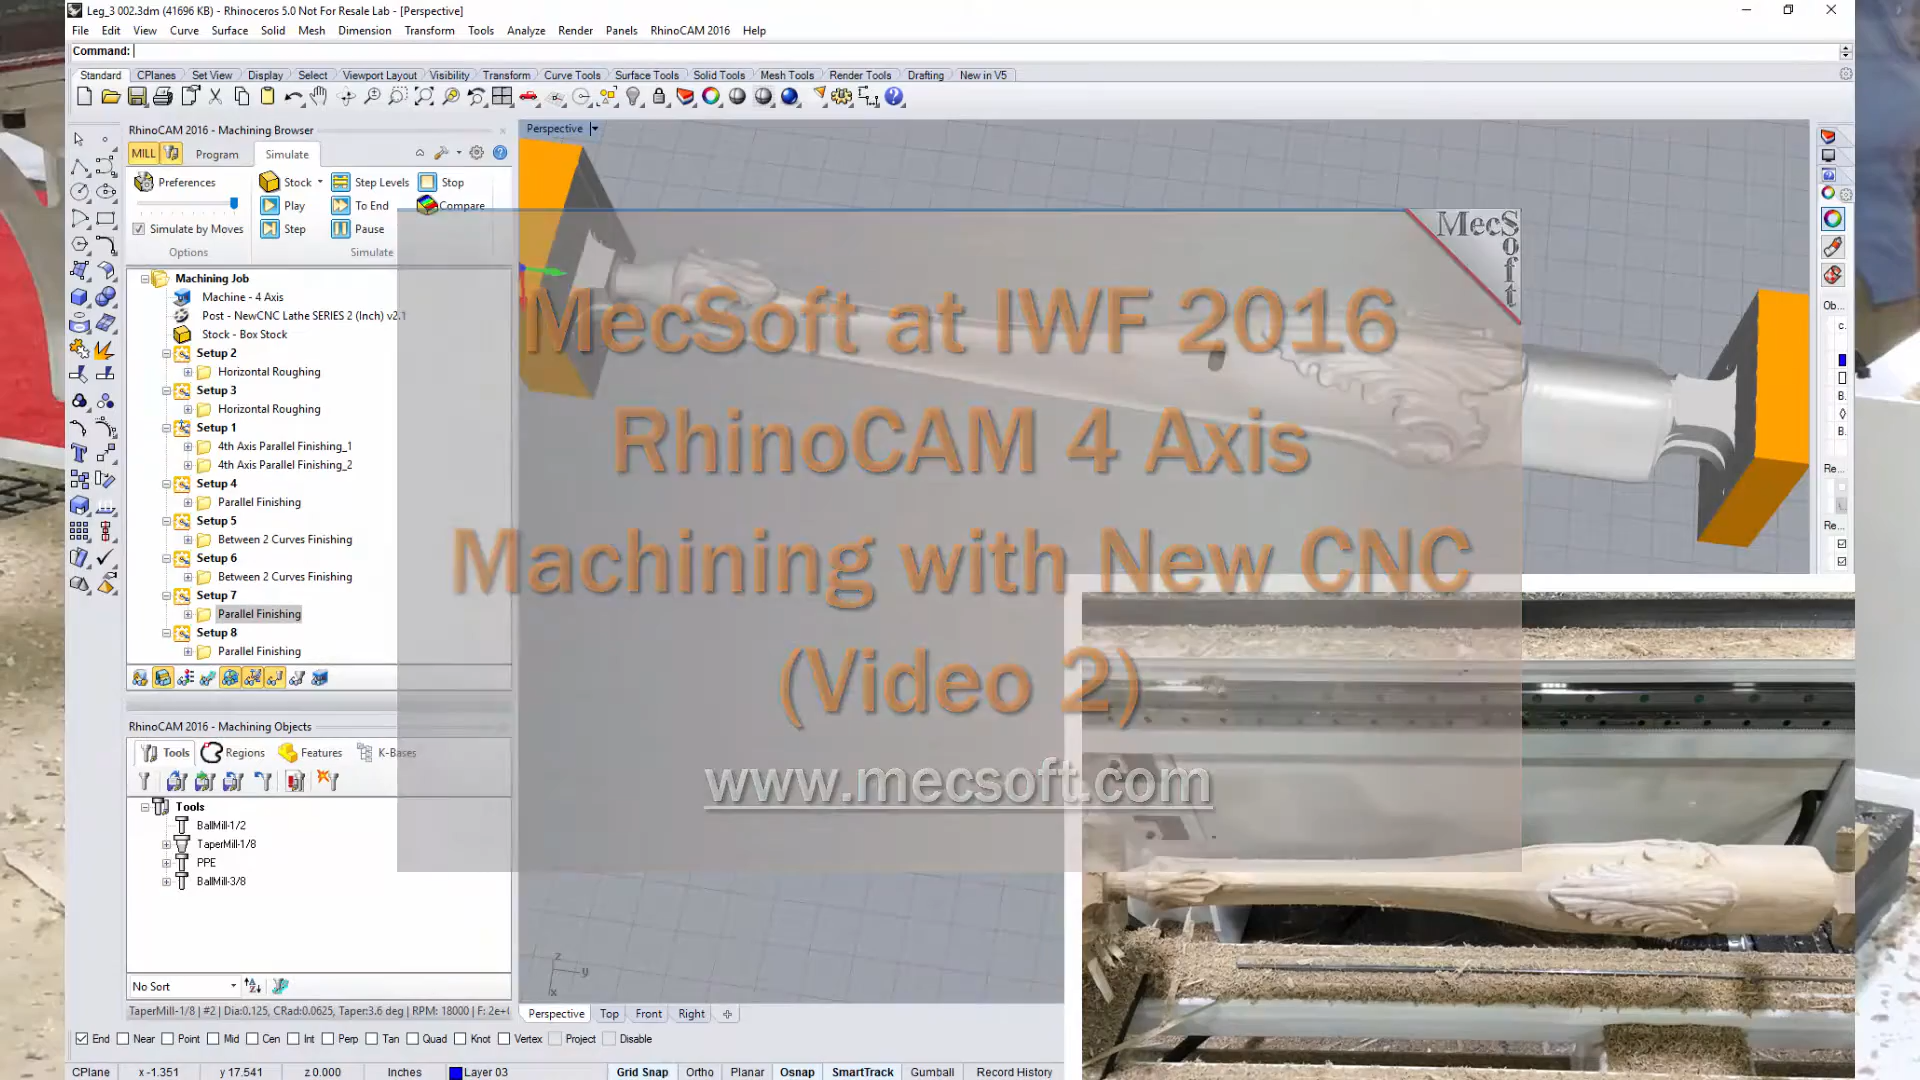 Leg_3 002.3dm (41696 KB) - Rhinoceros 5.0 Not For Resale Lab - [Perspective]
File Edit View Curve Surface Solid Mesh Dimension Transform Tools Analyze Render Panels RhinoCAM 2016 Help
Command:
Standard CPlanes Set View Display Select Viewport Layout Visibility Transform Curve Tools Surface Tools Solid Tools Mesh Tools Render Tools Drafting New in V5
RhinoCAM 2016 - Machining Browser
MILL Program Simulate
Preferences Stock Step Levels Stop
Play To End Compare
Simulate by Moves Step Pause
Options Simulate
Machining Job
Machine - 4 Axis
Post - NewCNC Lathe SERIES 2 (Inch) v2.1
Stock - Box Stock
Setup 2
Horizontal Roughing
Setup 3
Horizontal Roughing
Setup 1
4th Axis Parallel Finishing_1
4th Axis Parallel Finishing_2
Setup 4
Parallel Finishing
Setup 5
Between 2 Curves Finishing
Setup 6
Between 2 Curves Finishing
Setup 7
Parallel Finishing
Setup 8
Parallel Finishing
RhinoCAM 2016 - Machining Objects
Tools Regions Features K-Bases
Tools
BallMill-1/2
TaperMill-1/8
PPE
BallMill-3/8
No Sort
TaperMill-1/8 | #2 | Dia:0.125, CRad:0.0625, Taper:3.6 deg | RPM: 18000 | F: 2e+(
Perspective
MecSoft
MecSoft at IWF 2016
RhinoCAM 4 Axis
Machining with New CNC
(Video 2)
www.mecsoft.com
Ob...
c.
B.
B.
Re...
Re...
z
y
x
Perspective Top Front Right
End Near Point Mid Cen Int Perp Tan Quad Knot Vertex Project Disable
CPlane x -1.351 y 17.541 z 0.000 Inches Layer 03 Grid Snap Ortho Planar Osnap SmartTrack Gumball Record History